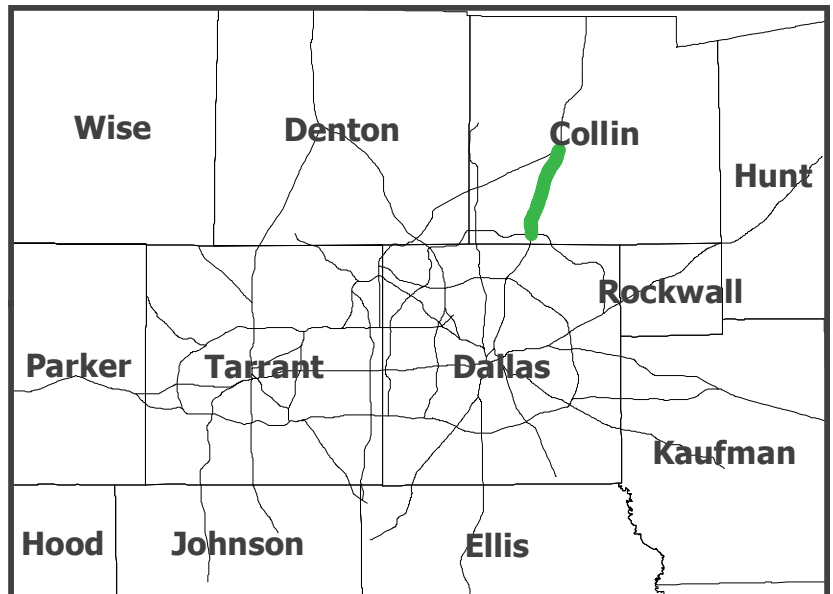 Wise
Denton
Collin
Hunt
Rockwall
Parker
Tarrant
Dallas
Kaufman
Hood
Johnson
Ellis